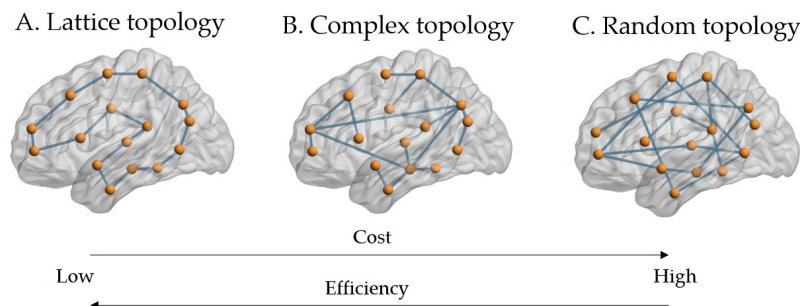 A. Lattice topology
B. Complex topology
C. Random topology
Cost
Low
High
Efficiency